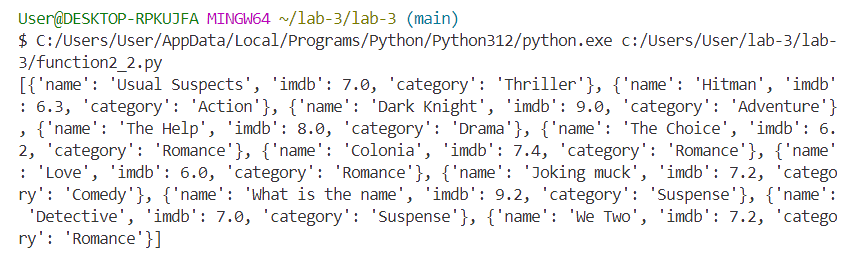 User@DESKTOP-RPKUJFA MINGW64 ~/lab-3/lab-3 (main)
$ C:/Users/User/AppData/Local/Programs/Python/Python312/python.exe c:/Users/User/lab-3/lab-
3/function2_2.py
[{'name': 'Usual Suspects', 'imdb': 7.0, 'category': 'Thriller'}, {'name': 'Hitman', 'imdb'
: 6.3, 'category': 'Action'}, {'name': 'Dark Knight', 'imdb': 9.0, 'category': 'Adventure'}
, {'name': 'The Help', 'imdb': 8.0, 'category': 'Drama'}, {'name': 'The Choice', 'imdb': 6.
2, 'category': 'Romance'}, {'name': 'Colonia', 'imdb': 7.4, 'category': 'Romance'}, {'name'
: 'Love', 'imdb': 6.0, 'category': 'Romance'}, {'name': 'Joking muck', 'imdb': 7.2, 'catego
ry': 'Comedy'}, {'name': 'What is the name', 'imdb': 9.2, 'category': 'Suspense'}, {'name':
 'Detective', 'imdb': 7.0, 'category': 'Suspense'}, {'name': 'We Two', 'imdb': 7.2, 'catego
ry': 'Romance'}]